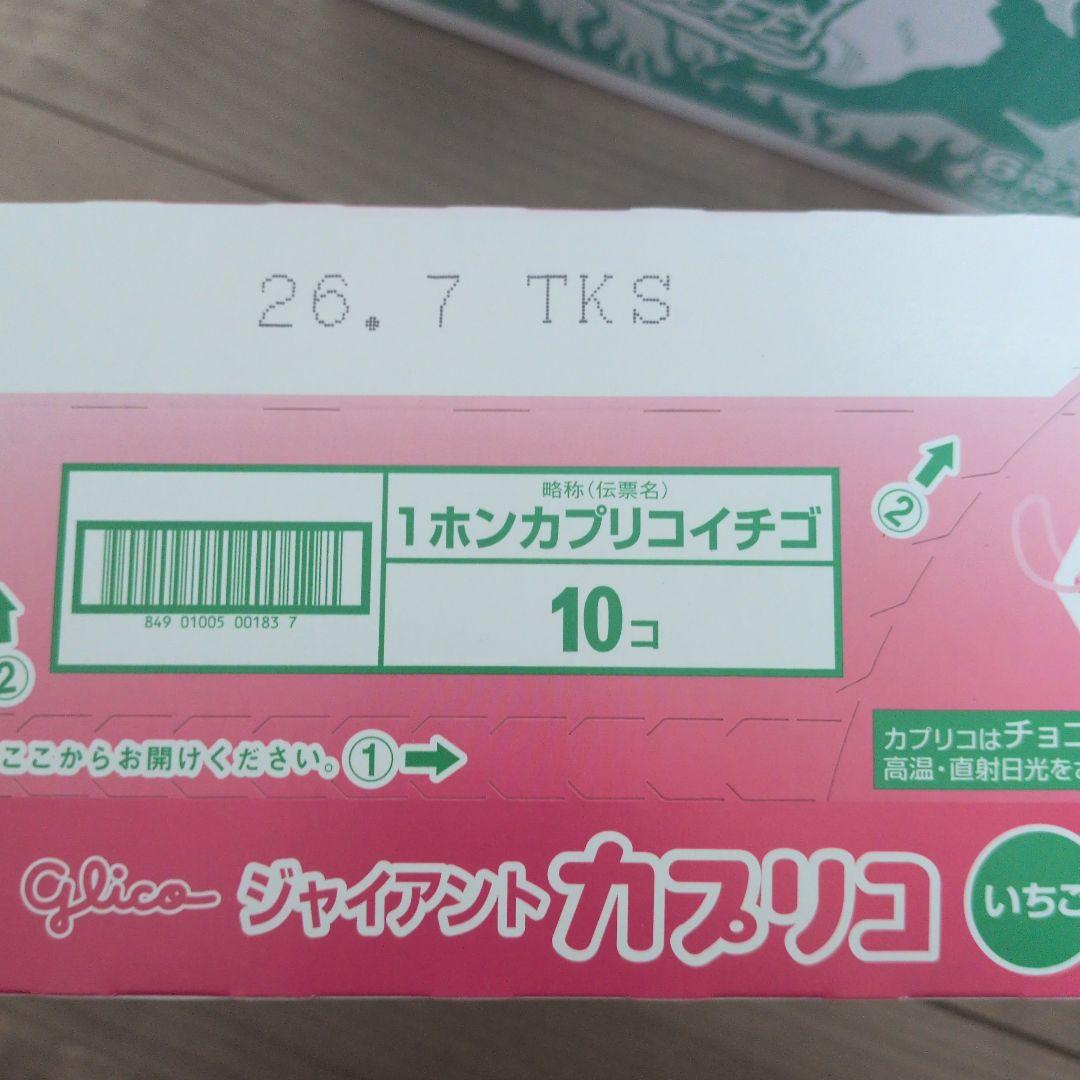 26. 7 TKS
略称(伝票名)
1ホンカプリコイチゴ
849 01005 00183 7
10コ
②
②
ここからお開けください。①
カプリコはチョコ
高温・直射日光を
glico ジャイアントカプリコ
いちご